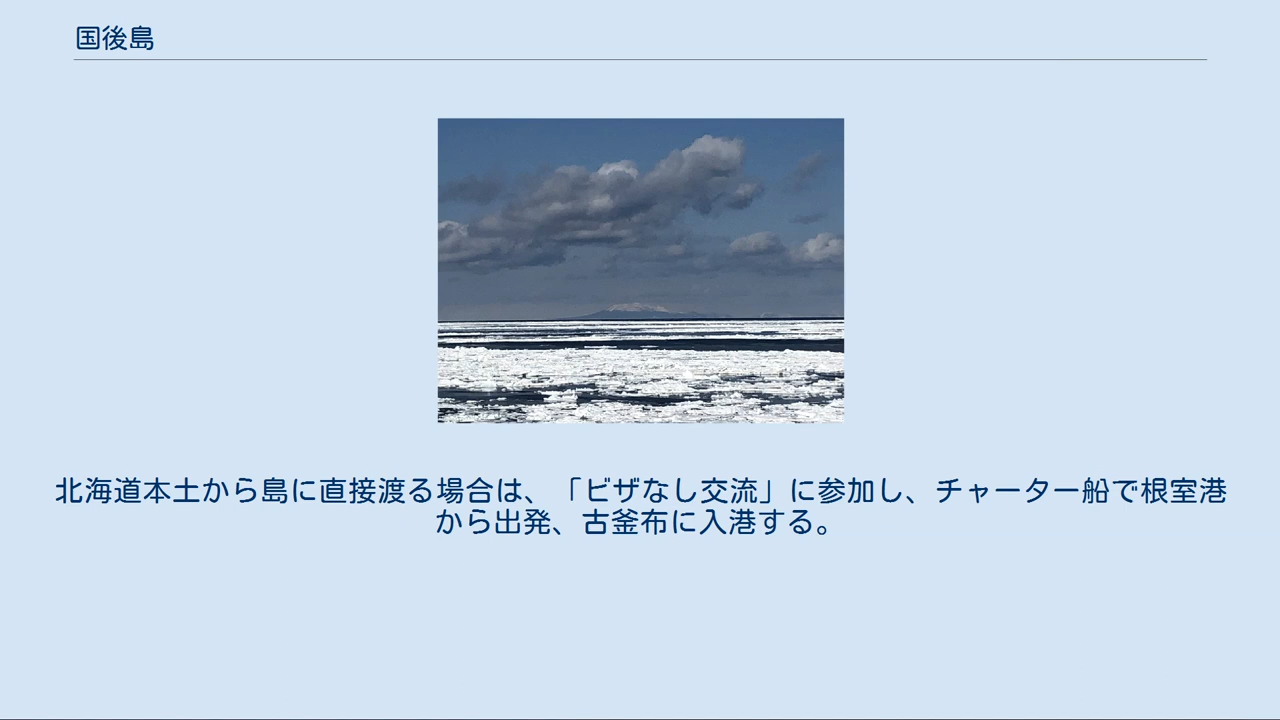 国後島
北海道本土から島に直接渡る場合は、「ビザなし交流」に参加し、チャーター船で根室港
から出発、古釜布に入港する。